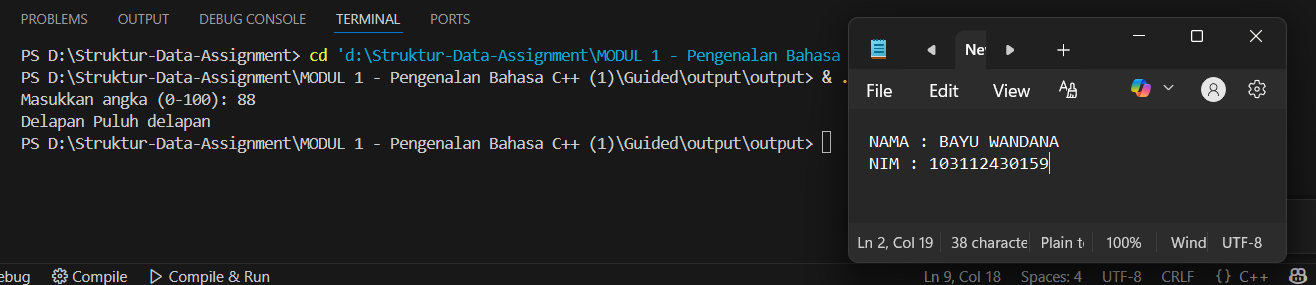 PROBLEMS OUTPUT DEBUG CONSOLE TERMINAL PORTS
PS D:\Struktur-Data-Assignment> cd 'd:\Struktur-Data-Assignment\MODUL 1 - Pengenalan Bahasa
PS D:\Struktur-Data-Assignment\MODUL 1 - Pengenalan Bahasa C++ (1)\Guided\output\output> & .
Masukkan angka (0-100): 88
Delapan Puluh delapan
PS D:\Struktur-Data-Assignment\MODUL 1 - Pengenalan Bahasa C++ (1)\Guided\output\output>
File Edit View
NAMA : BAYU WANDANA
NIM : 103112430159
Ln 2, Col 19 38 characte Plain t 100% Wind UTF-8
ebug Compile Compile & Run Ln 9, Col 18 Spaces: 4 UTF-8 CRLF {} C++